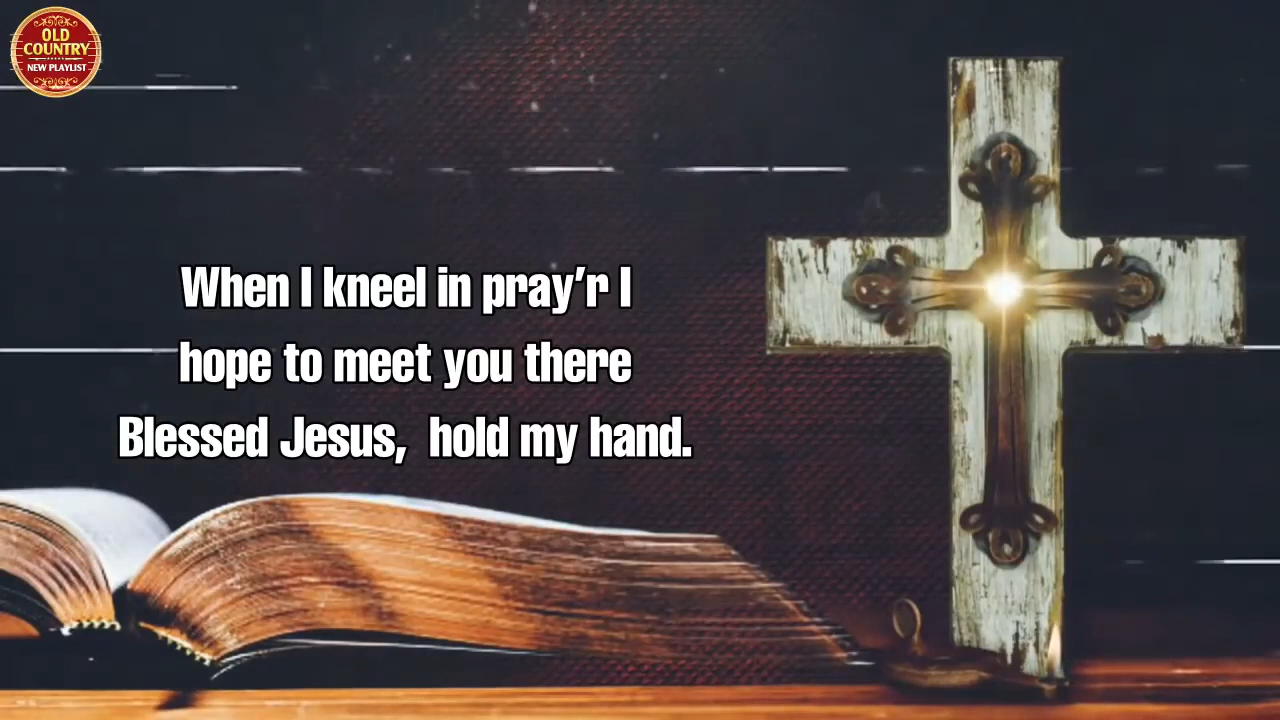 OLD
COUNTRY
NEW PLAYLIST
When I kneel in pray’r I
hope to meet you there
Blessed Jesus,  hold my hand.